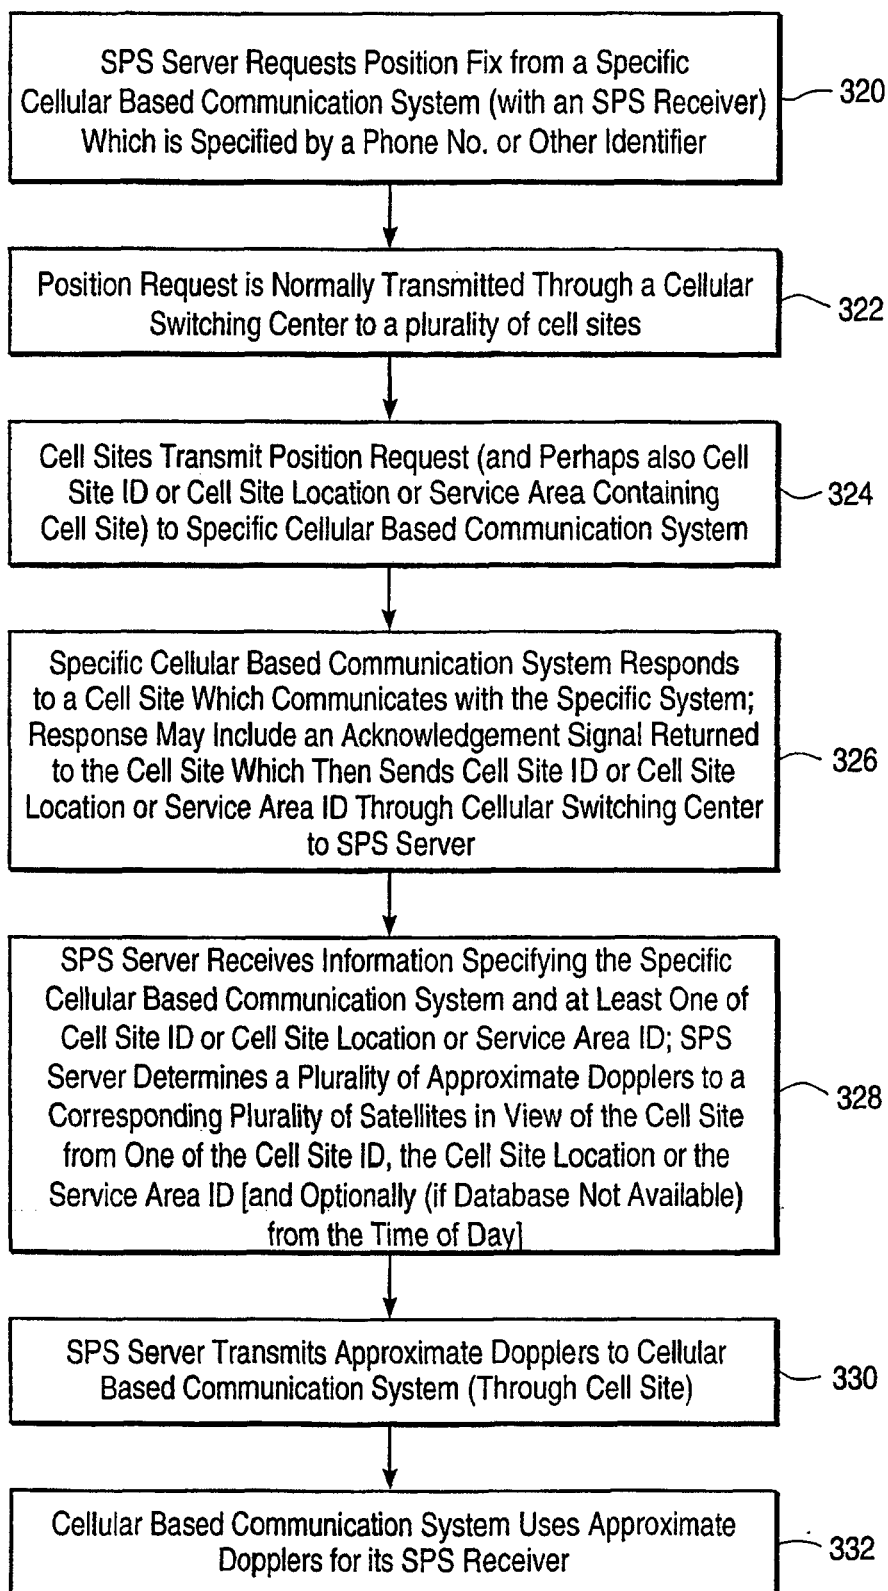 SPS Server Requests Position Fix from a Specific
Cellular Based Communication System (with an SPS Receiver)
Which is Specified by a Phone No. or Other Identifier
320
Position Request is Normally Transmitted Through a Cellular
Switching Center to a plurality of cell sites
322
Cell Sites Transmit Position Request (and Perhaps also Cell
Site ID or Cell Site Location or Service Area Containing
Cell Site) to Specific Cellular Based Communication System
324
Specific Cellular Based Communication System Responds
to a Cell Site Which Communicates with the Specific System;
Response May Include an Acknowledgement Signal Returned
to the Cell Site Which Then Sends Cell Site ID or Cell Site
Location or Service Area ID Through Cellular Switching Center
to SPS Server
326
SPS Server Receives Information Specifying the Specific
Cellular Based Communication System and at Least One of
Cell Site ID or Cell Site Location or Service Area ID; SPS
Server Determines a Plurality of Approximate Dopplers to a
Corresponding Plurality of Satellites in View of the Cell Site
from One of the Cell Site ID, the Cell Site Location or the
Service Area ID [and Optionally (if Database Not Available)
from the Time of Day]
328
SPS Server Transmits Approximate Dopplers to Cellular
Based Communication System (Through Cell Site)
330
Cellular Based Communication System Uses Approximate
Dopplers for its SPS Receiver
332